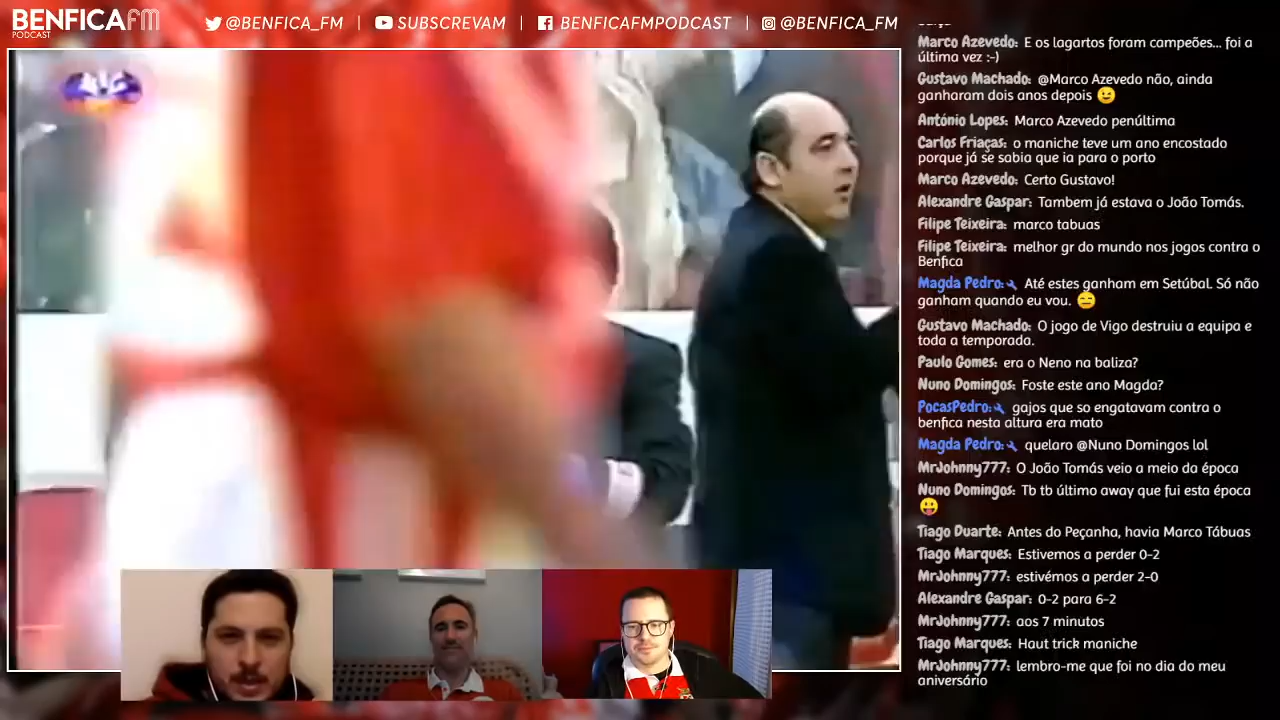 BENFICAFM
PODCAST
@BENFICA_FM | SUBSCREVAM | BENFICAFMPODCAST | @BENFICA_FM
SIC
Marco Azevedo: E os lagartos foram campeões... foi a
última vez :-)
Gustavo Machado: @Marco Azevedo não, ainda
ganharam dois anos depois 😉
António Lopes: Marco Azevedo penúltima
Carlos Friaças: o maniche teve um ano encostado
porque já se sabia que ia para o porto
Marco Azevedo: Certo Gustavo!
Alexandre Gaspar: Tambem já estava o João Tomás.
Filipe Teixeira: marco tabuas
Filipe Teixeira: melhor gr do mundo nos jogos contra o
Benfica
Magda Pedro: Até estes ganham em Setúbal. Só não
ganham quando eu vou. 😑
Gustavo Machado: O jogo de Vigo destruiu a equipa e
toda a temporada.
Paulo Gomes: era o Neno na baliza?
Nuno Domingos: Foste este ano Magda?
PocasPedro: gajos que so engatavam contra o
benfica nesta altura era mato
Magda Pedro: quelaro @Nuno Domingos lol
MrJohnny777: O João Tomás veio a meio da época
Nuno Domingos: Tb tb último away que fui esta época
😛
Tiago Duarte: Antes do Peçanha, havia Marco Tábuas
Tiago Marques: Estivemos a perder 0-2
MrJohnny777: estivémos a perder 2-0
Alexandre Gaspar: 0-2 para 6-2
MrJohnny777: aos 7 minutos
Tiago Marques: Haut trick maniche
MrJohnny777: lembro-me que foi no dia do meu
aniversário